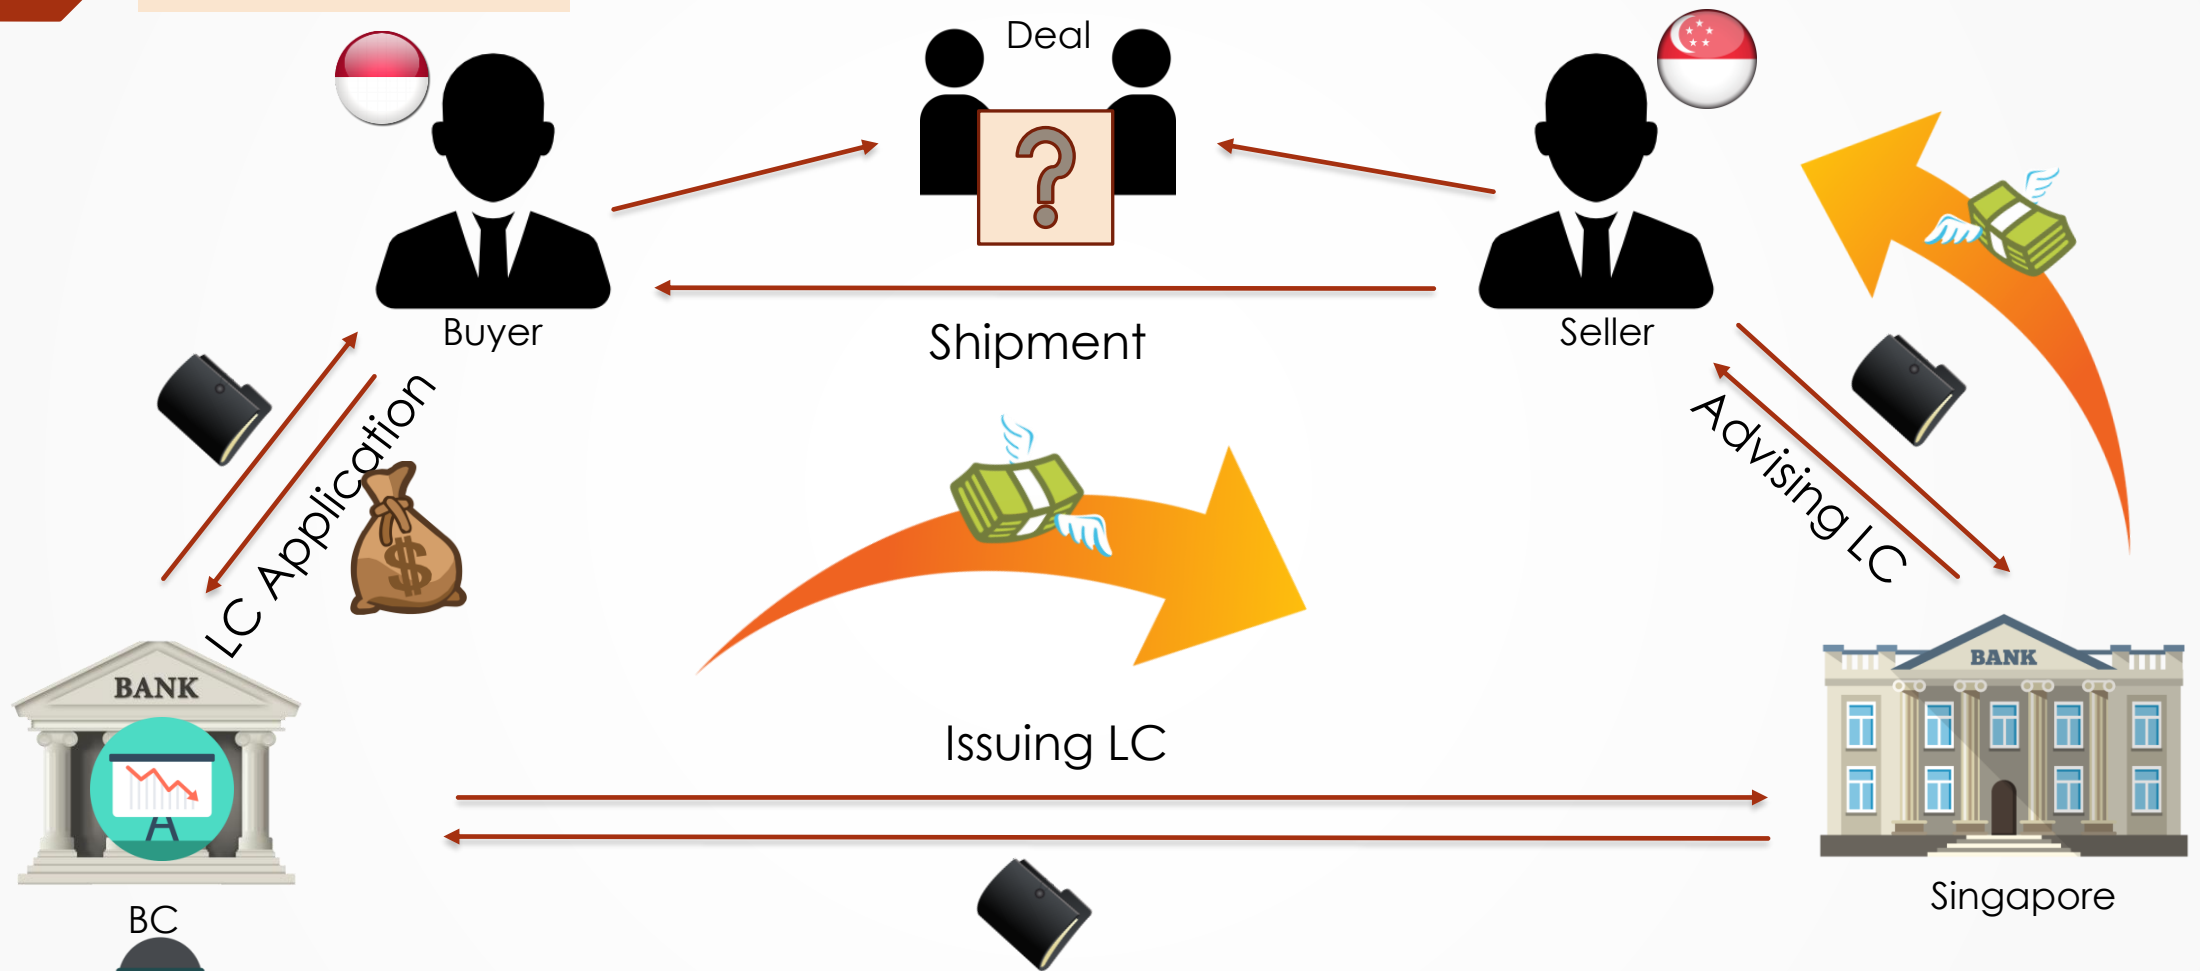 Deal
?
Buyer
Shipment
Seller
LC Application
$
Advising LC
BANK
BANK
Issuing LC
Singapore
BC